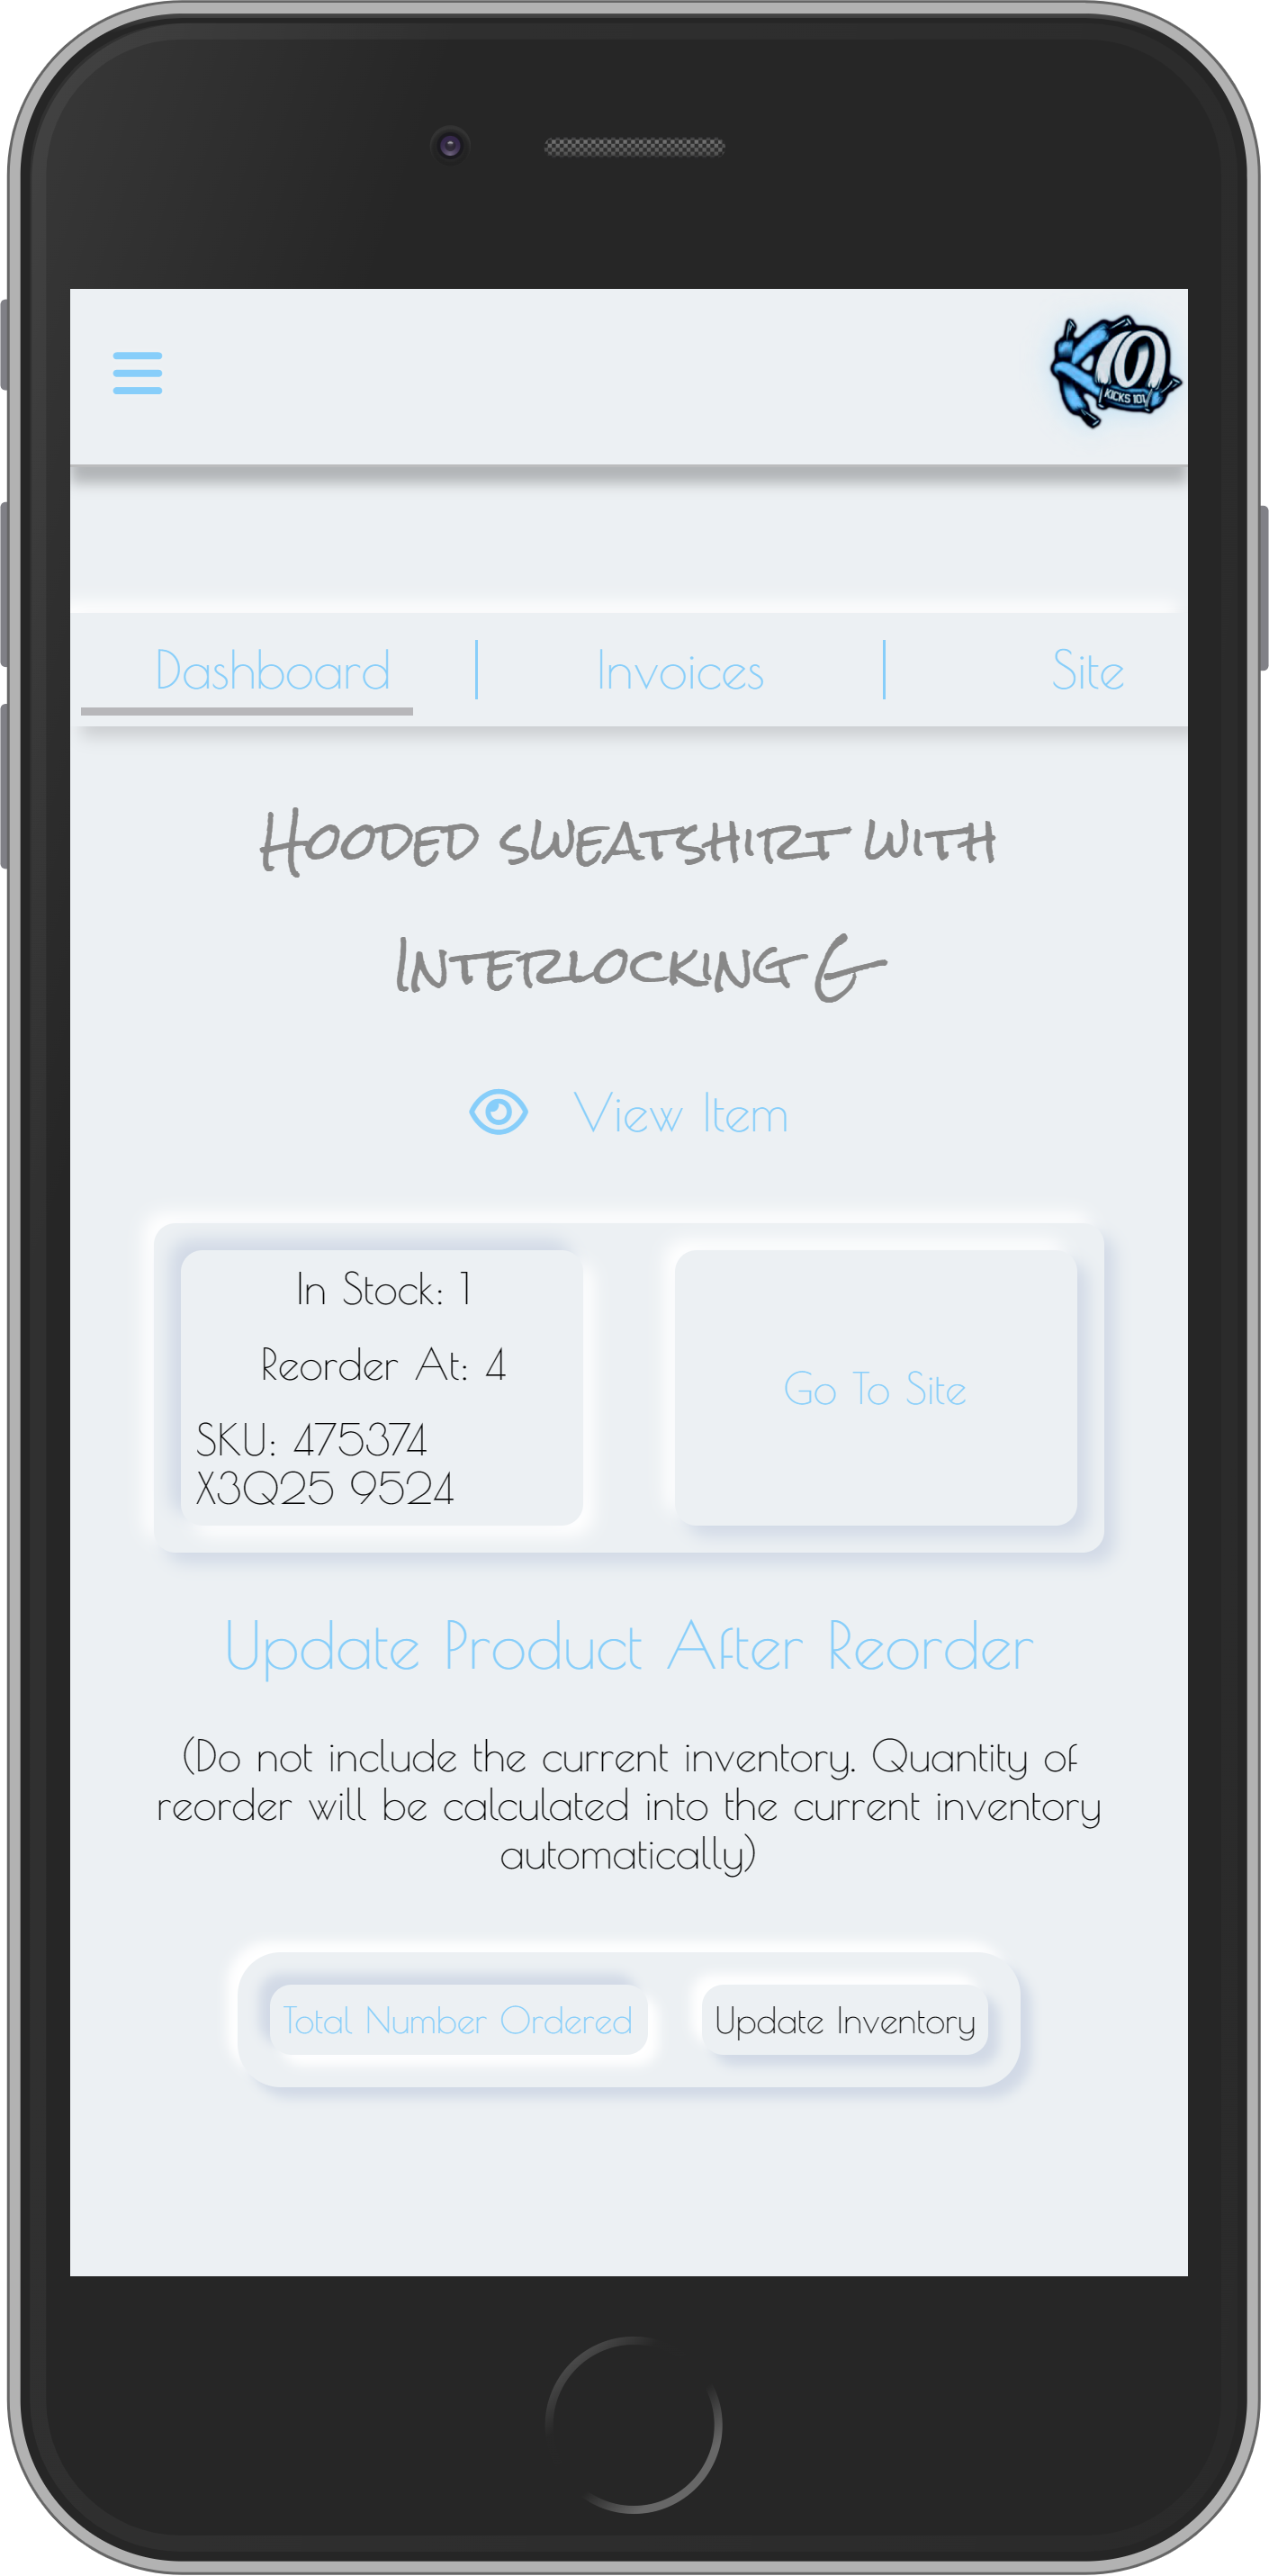 KO
KICKS 101
Dashboard
Invoices
Site
Hooded sweatshirt with
Interlocking G
View Item
In Stock: 1
Reorder At: 4
SKU: 475374
X3Q25 9524
Go To Site
Update Product After Reorder
(Do not include the current inventory. Quantity of
reorder will be calculated into the current inventory
automatically)
Total Number Ordered
Update Inventory